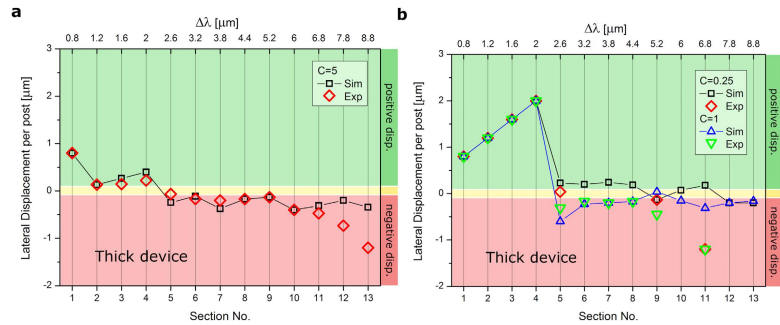 a
Δλ [μm]
0.8 1.2 1.6 2 2.6 3.2 3.8 4.4 5.2 6 6.8 7.8 8.8
Lateral Displacement per post [μm]
3
2
1
0
-1
-2
C=5
Sim
Exp
positive disp.
negative disp.
Thick device
1 2 3 4 5 6 7 8 9 10 11 12 13
Section No.
b
Δλ [μm]
0.8 1.2 1.6 2 2.6 3.2 3.8 4.4 5.2 6 6.8 7.8 8.8
Lateral Displacement per post [μm]
3
2
1
0
-1
-2
C=0.25
Sim
Exp
C=1
Sim
Exp
positive disp.
negative disp.
Thick device
1 2 3 4 5 6 7 8 9 10 11 12 13
Section No.